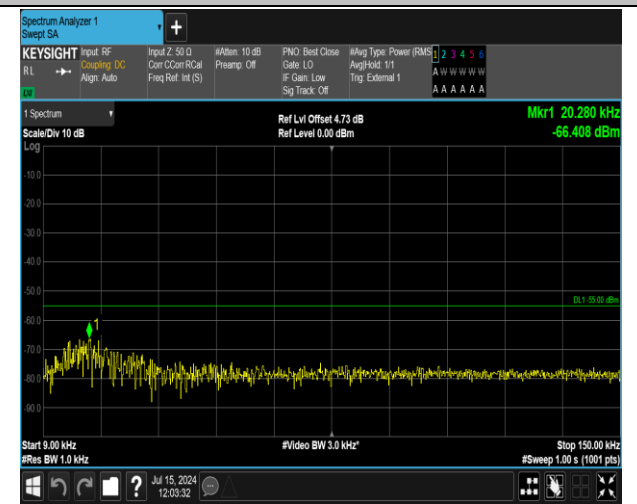 Spectrum Analyzer 1
Swept SA
+
KEYSIGHT Input: RF Input Z: 50 Ω #Atten: 10 dB PNO: Best Close #Avg Type: Power (RMS 1 2 3 4 5 6
RL Coupling: DC Corr CCorr RCal Preamp: Off Gate: LO Avg|Hold: 1/1 A W W W W W
Align: Auto Freq Ref: Int (S) IF Gain: Low Trig: External 1
Sig Track: Off A A A A A A
1 Spectrum
Ref Lvl Offset 4.73 dB Mkr1 20.280 kHz
Scale/Div 10 dB Ref Level 0.00 dBm -66.408 dBm
Log
-10.0
-20.0
-30.0
-40.0
-50.0
DL1 -55.00 dBm
-60.0
1
-70.0
-80.0
-90.0
Start 9.00 kHz #Video BW 3.0 kHz* Stop 150.00 kHz
#Res BW 1.0 kHz #Sweep 1.00 s (1001 pts)
? Jul 15, 2024
12:03:32